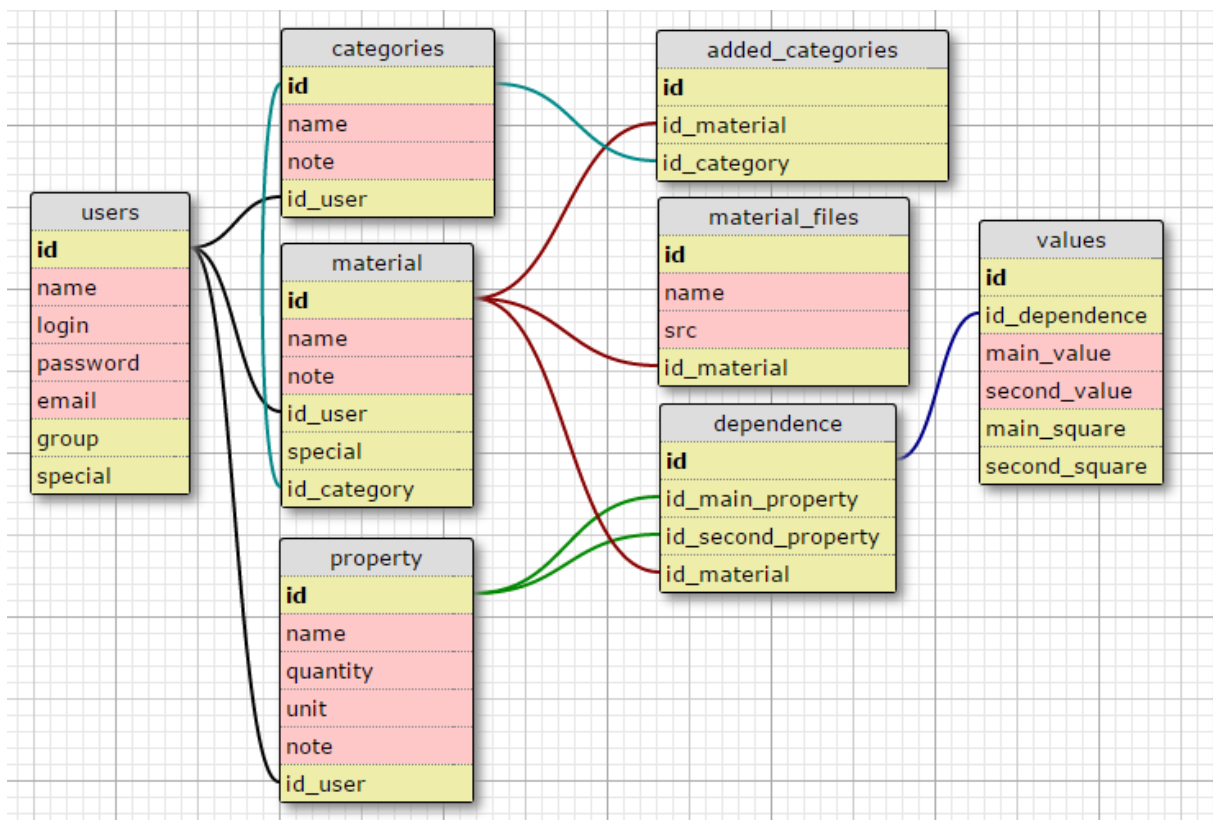 categories
id
name
note
id_user
added_categories
id
id_material
id_category
users
id
name
login
password
email
group
special
material
id
name
note
id_user
special
id_category
material_files
id
name
src
id_material
values
id
id_dependence
main_value
second_value
main_square
second_square
dependence
id
id_main_property
id_second_property
id_material
property
id
name
quantity
unit
note
id_user